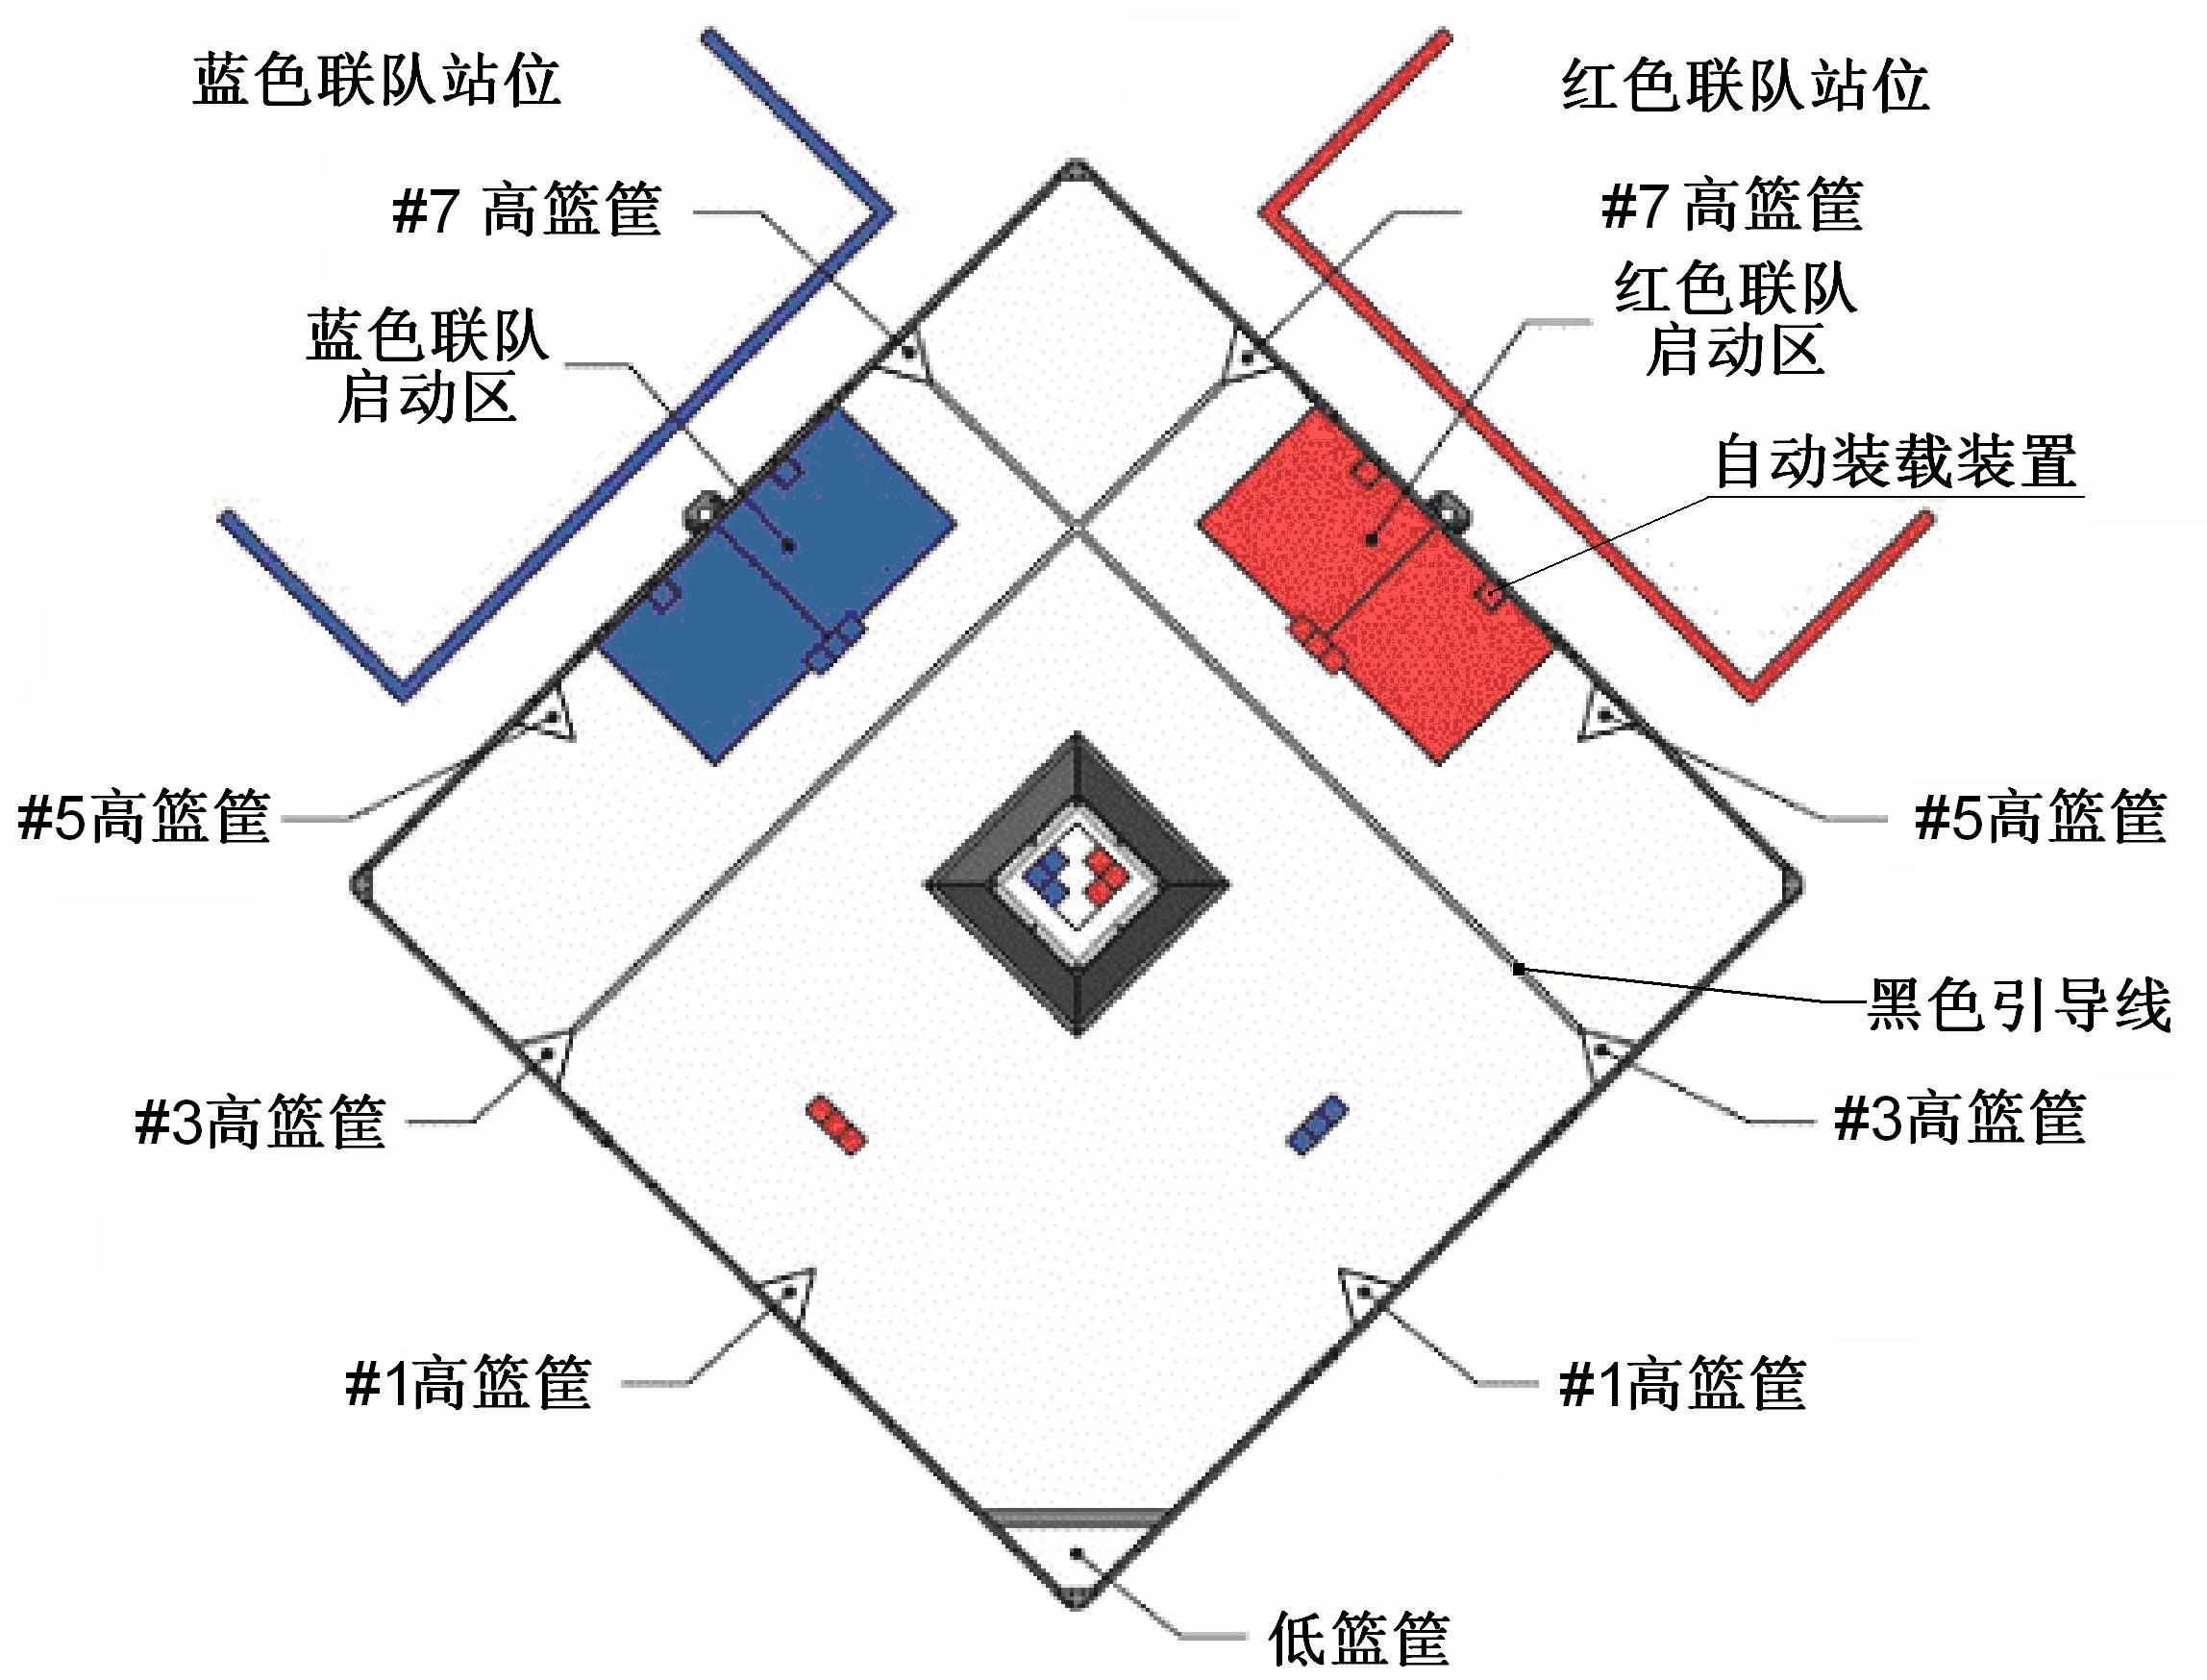 蓝色联队站位
红色联队站位
#7 高篮筐
#7 高篮筐
红色联队
启动区
蓝色联队
启动区
自动装载装置
#5高篮筐
#5高篮筐
黑色引导线
#3高篮筐
#3高篮筐
#1高篮筐
#1高篮筐
低篮筐